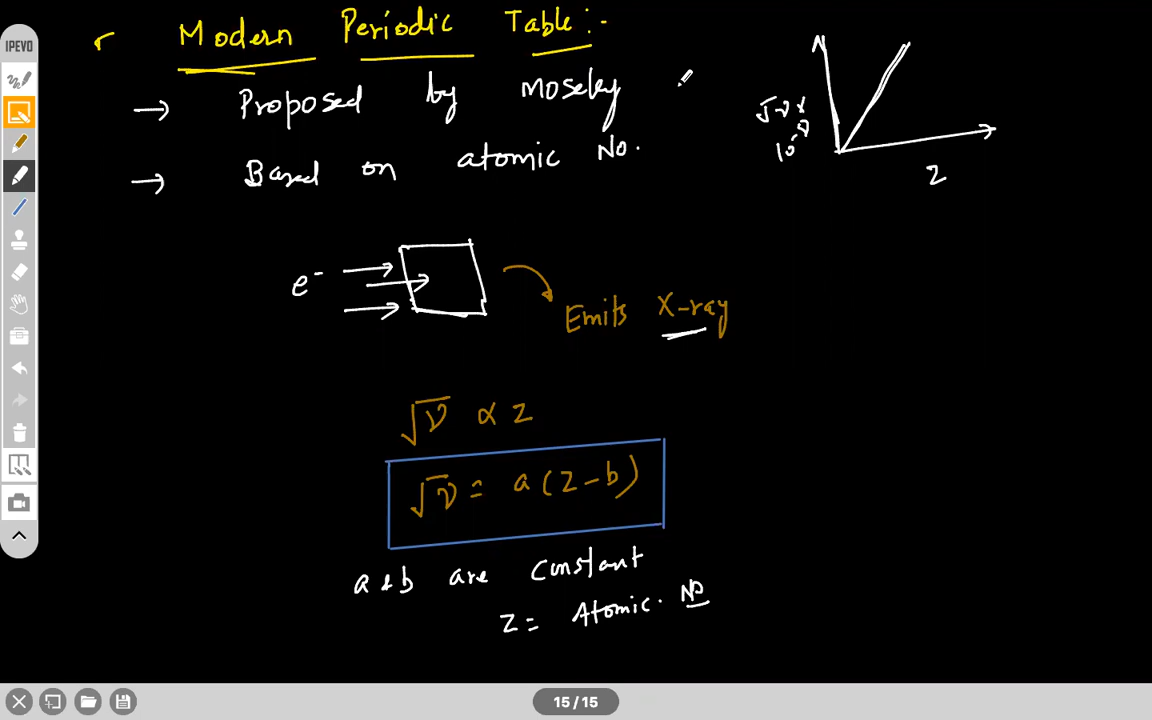 IPEVO
Modern Periodic Table :-
→ Proposed by Moseley
→ Based on atomic No.
Z
e⁻
Emits X-ray
√ν ∝ Z
√ν = a (Z - b)
a & b are constant
Z = Atomic. No
15 / 15